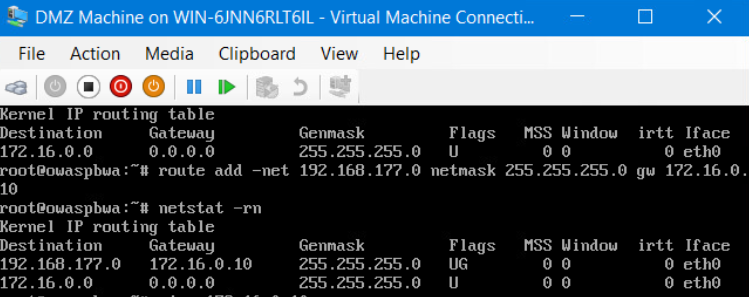 DMZ Machine on WIN-6JNN6RLT6IL - Virtual Machine Connecti...
File Action Media Clipboard View Help
Kernel IP routing table
Destination Gateway Genmask Flags MSS Window irtt Iface
172.16.0.0 0.0.0.0 255.255.255.0 U 0 0 0 eth0
root@owaspbwa:~# route add -net 192.168.177.0 netmask 255.255.255.0 gw 172.16.0.
10
root@owaspbwa:~# netstat -rn
Kernel IP routing table
Destination Gateway Genmask Flags MSS Window irtt Iface
192.168.177.0 172.16.0.10 255.255.255.0 UG 0 0 0 eth0
172.16.0.0 0.0.0.0 255.255.255.0 U 0 0 0 eth0